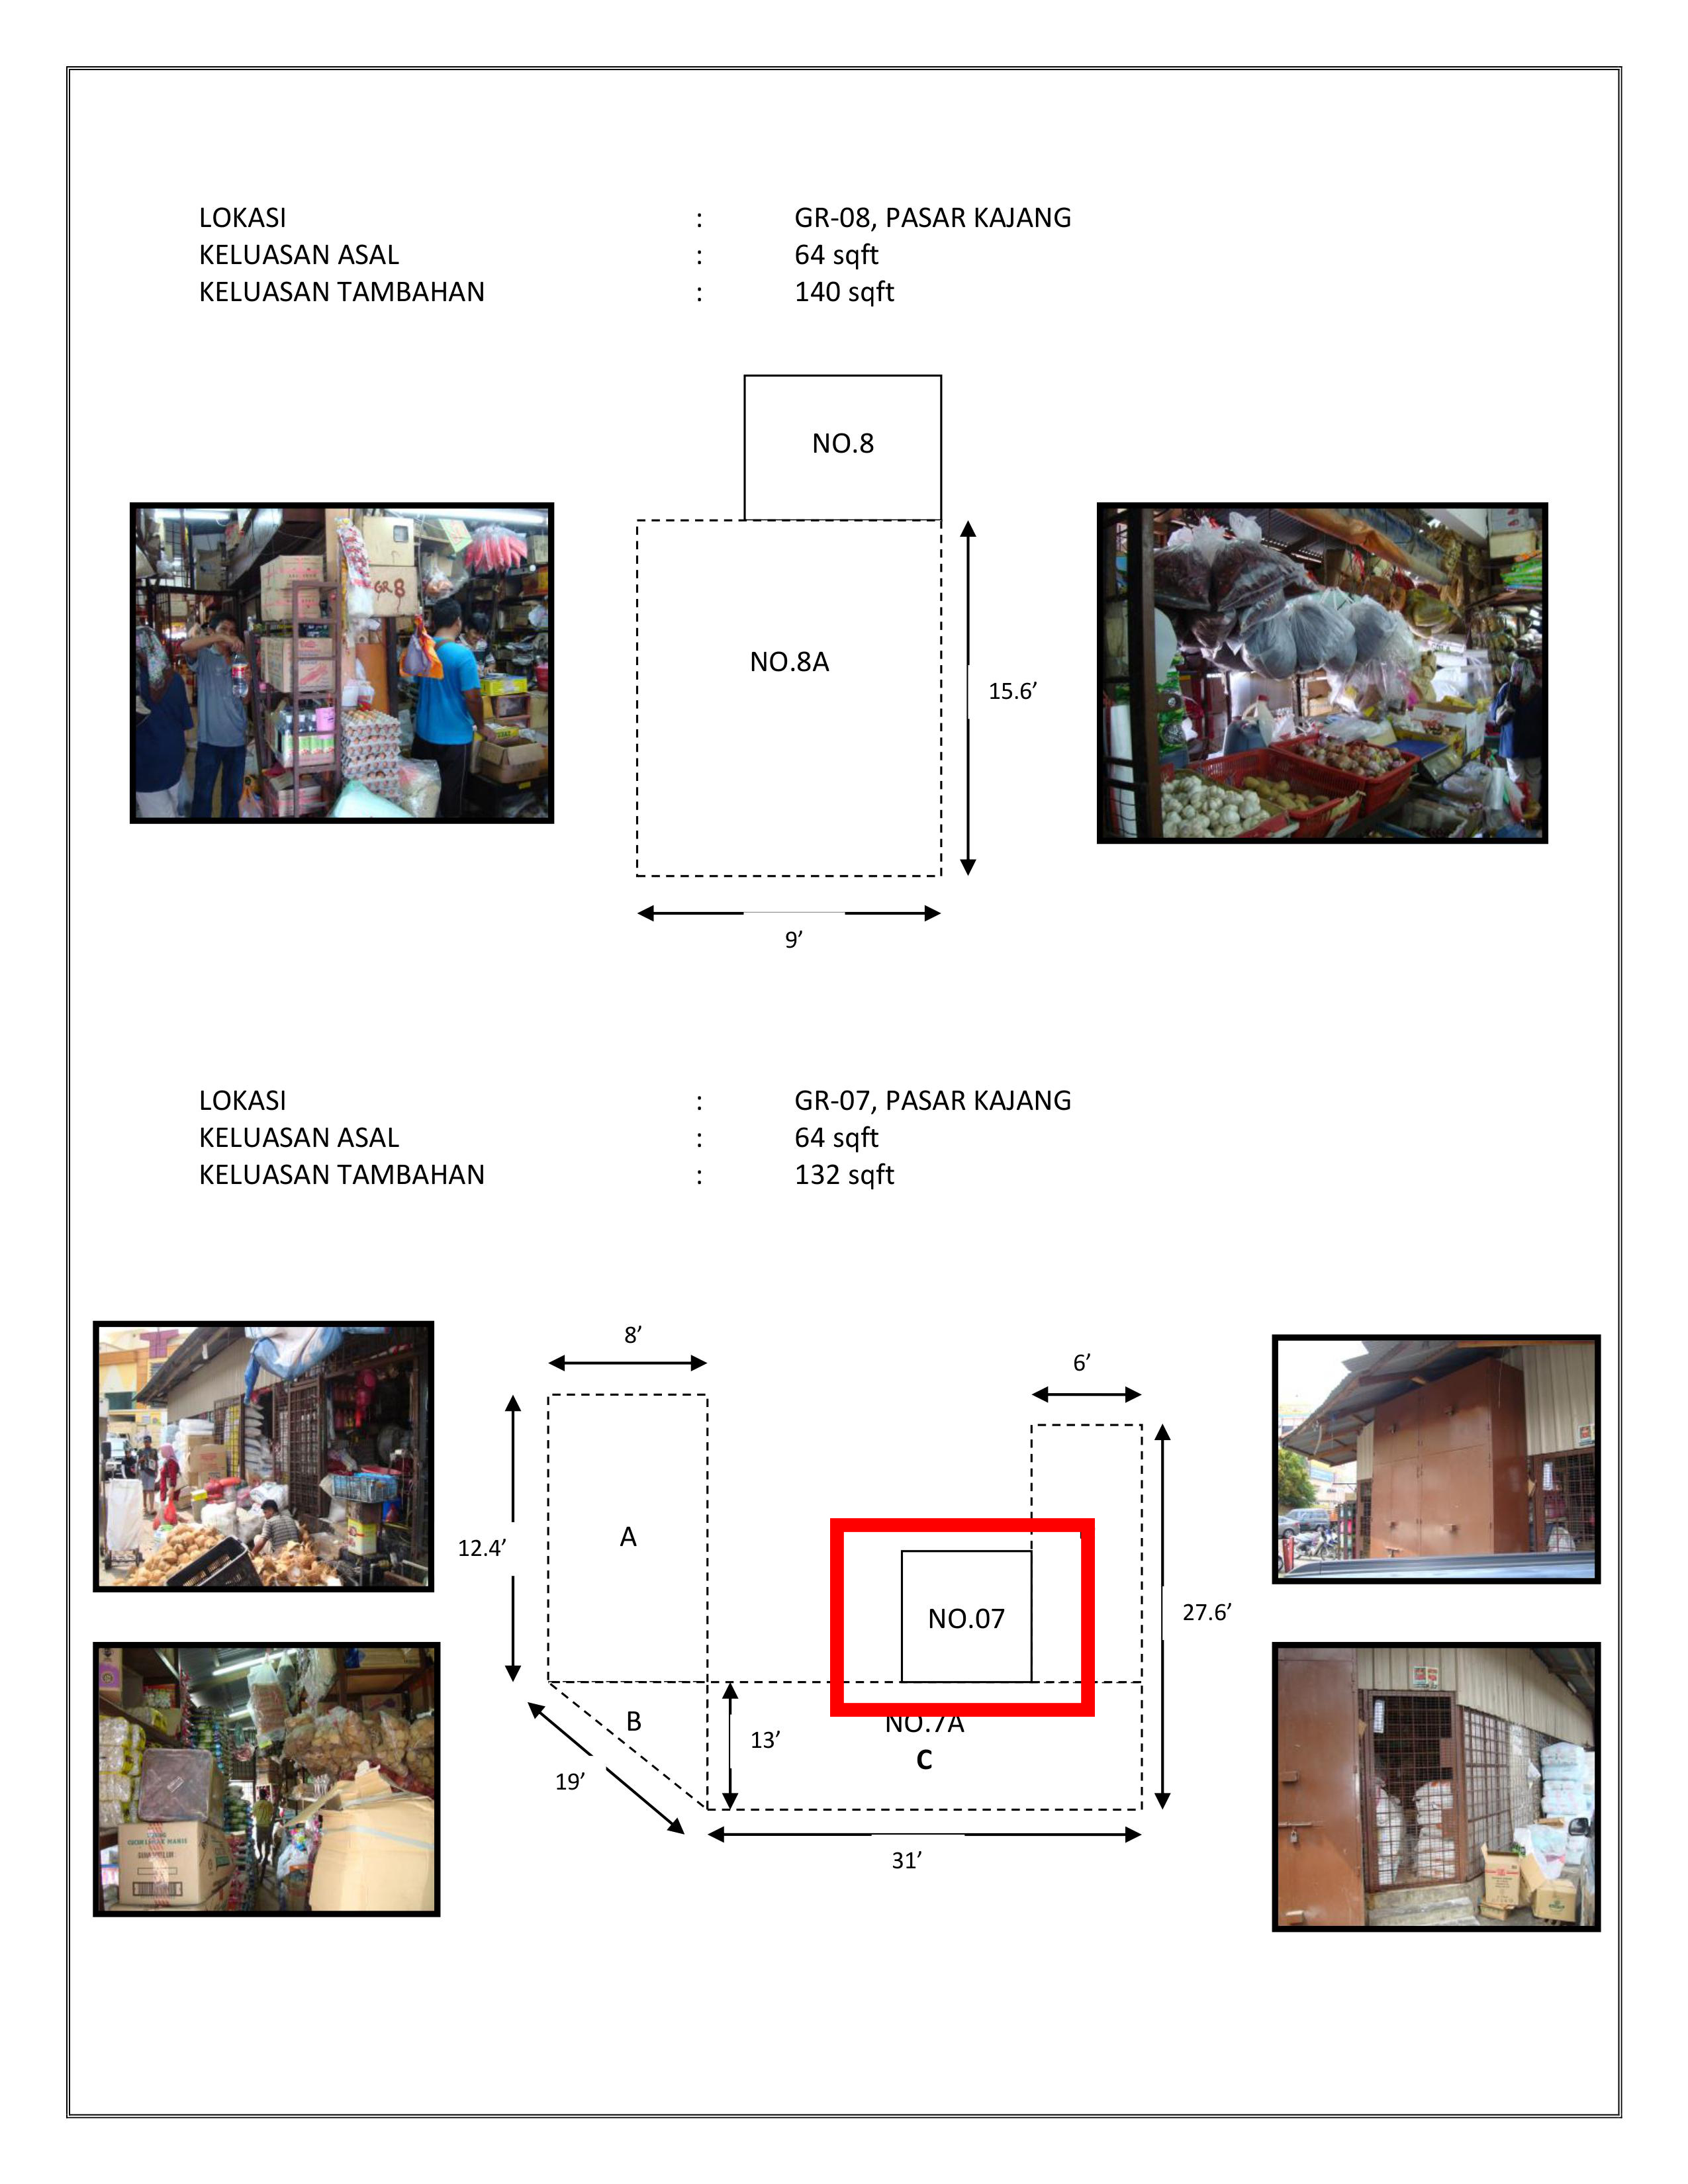 LOKASI : GR-08, PASAR KAJANG
KELUASAN ASAL : 64 sqft
KELUASAN TAMBAHAN : 140 sqft
NO.8
GR 8
NO.8A
15.6’
9’
LOKASI : GR-07, PASAR KAJANG
KELUASAN ASAL : 64 sqft
KELUASAN TAMBAHAN : 132 sqft
8’
6’
12.4’
A
NO.07
27.6’
B
NO.7A
13’
C
19’
31’